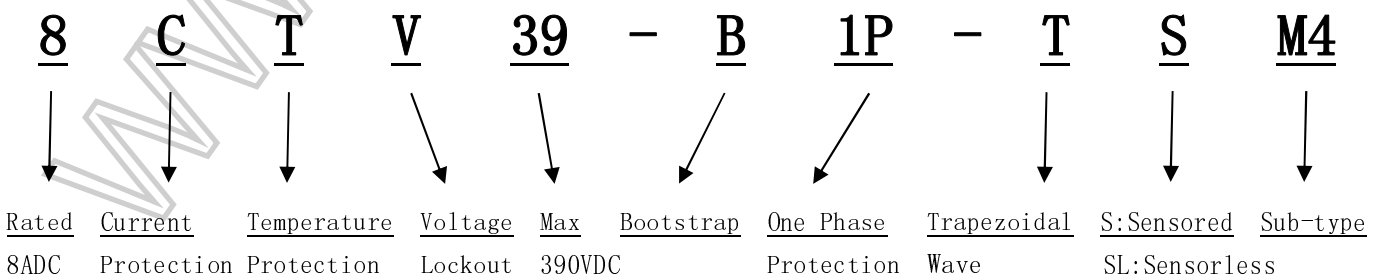 8 C T V 39 - B 1P - T S M4
Rated Current Temperature Voltage Max Bootstrap One Phase Trapezoidal S:Sensored Sub-type
8ADC Protection Protection Lockout 390VDC Protection Wave SL:Sensorless